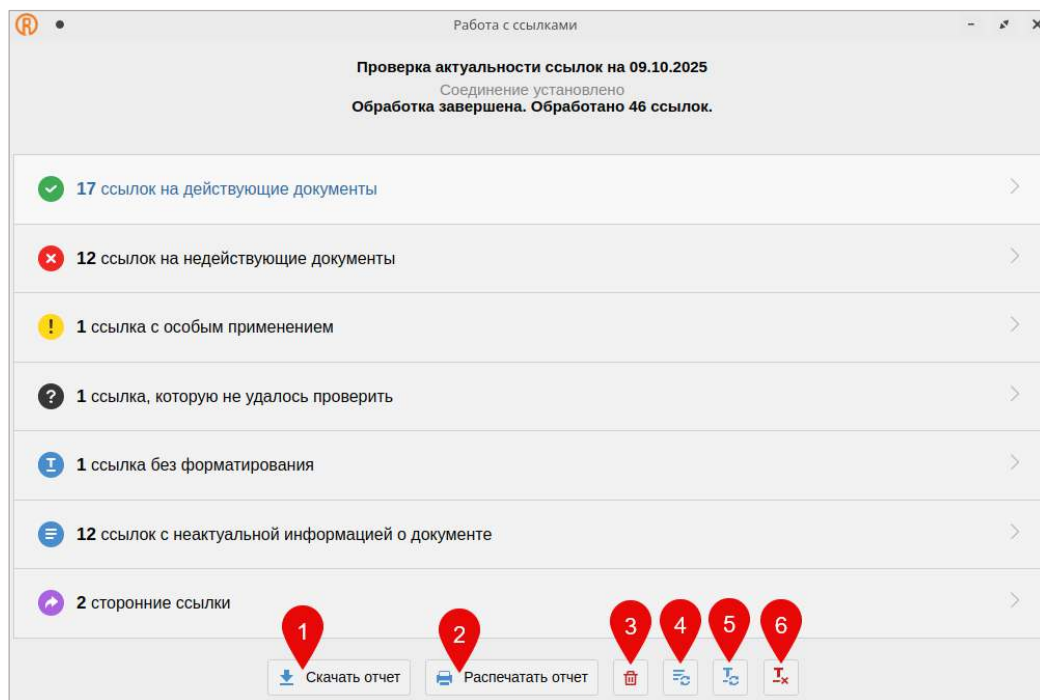 Работа с ссылками
Проверка актуальности ссылок на 09.10.2025
Соединение установлено
Обработка завершена. Обработано 46 ссылок.
17 ссылок на действующие документы
12 ссылок на недействующие документы
1 ссылка с особым применением
1 ссылка, которую не удалось проверить
1 ссылка без форматирования
12 ссылок с неактуальной информацией о документе
2 сторонние ссылки
1 2 3 4 5 6
Скачать отчет Распечатать отчет